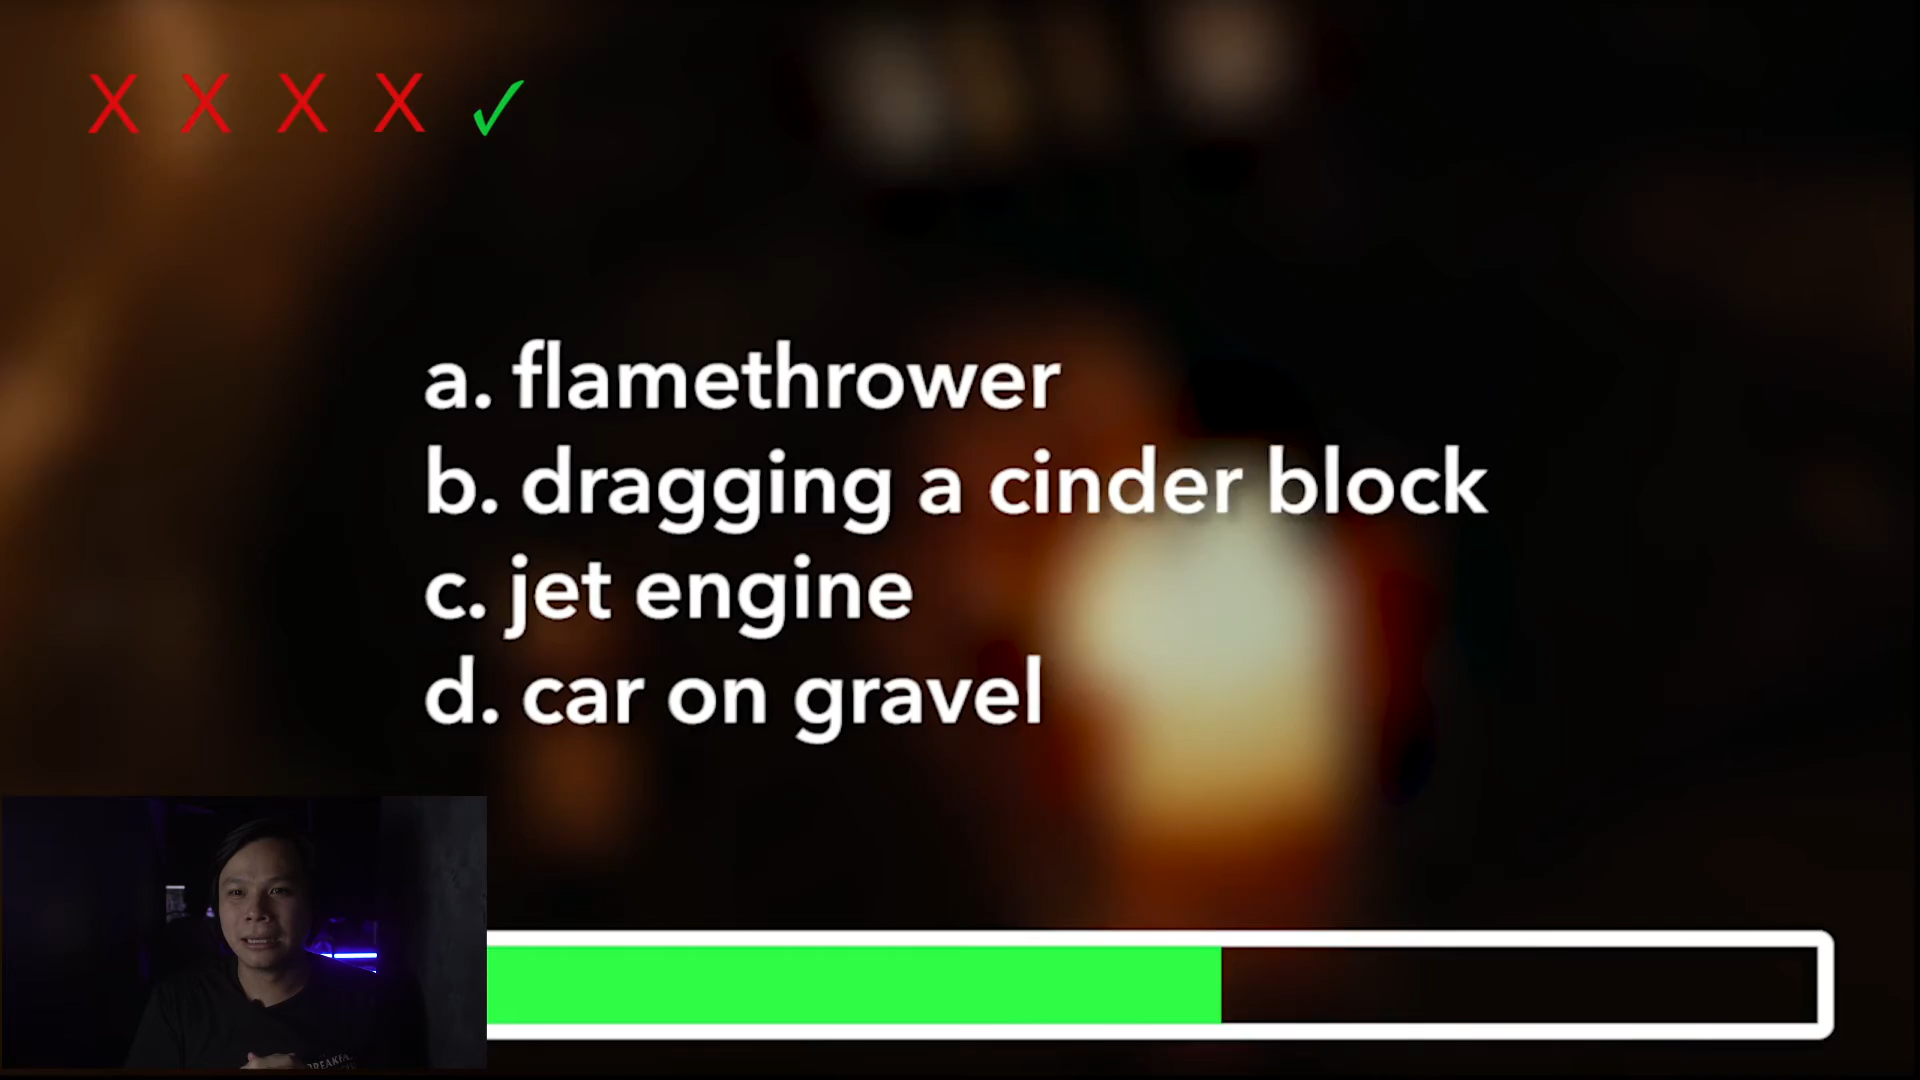 X X X X ✓
a. flamethrower
b. dragging a cinder block
c. jet engine
d. car on gravel